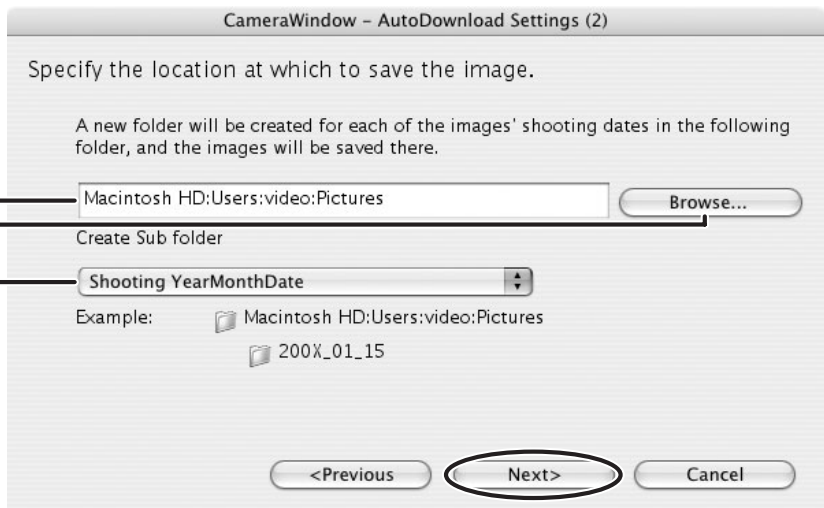 CameraWindow – AutoDownload Settings (2)
Specify the location at which to save the image.
A new folder will be created for each of the images' shooting dates in the following
folder, and the images will be saved there.
Macintosh HD:Users:video:Pictures
Browse...
Create Sub folder
Shooting YearMonthDate
Example: Macintosh HD:Users:video:Pictures
200X_01_15
<Previous Next> Cancel